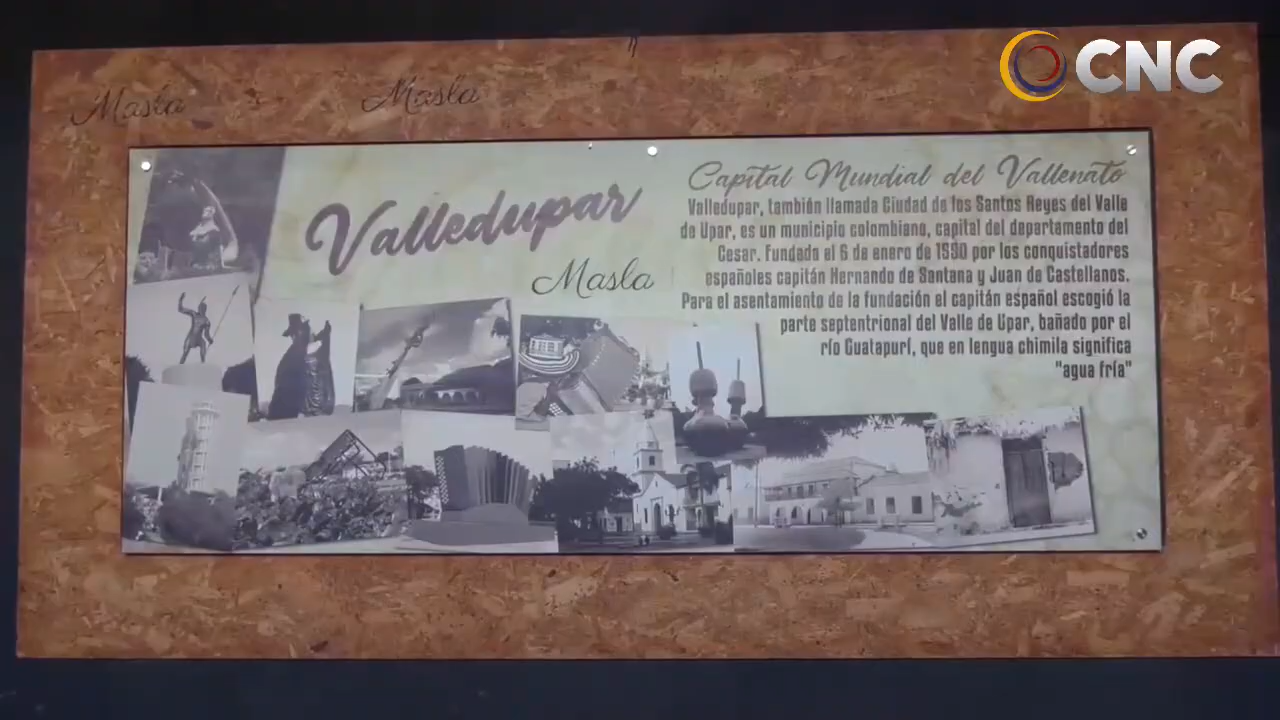 CNC
Masla
Masla
Valledupar
Masla
Capital Mundial del Vallenato
Valledupar, también llamada Ciudad de los Santos Reyes del Valle
de Upar, es un municipio colombiano, capital del departamento del
Cesar. Fundado el 6 de enero de 1550 por los conquistadores
españoles capitán Hernando de Santana y Juan de Castellanos.
Para el asentamiento de la fundación el capitán español escogió la
parte septentrional del Valle de Upar, bañado por el
río Guatapurí, que en lengua chimila significa
"agua fría"